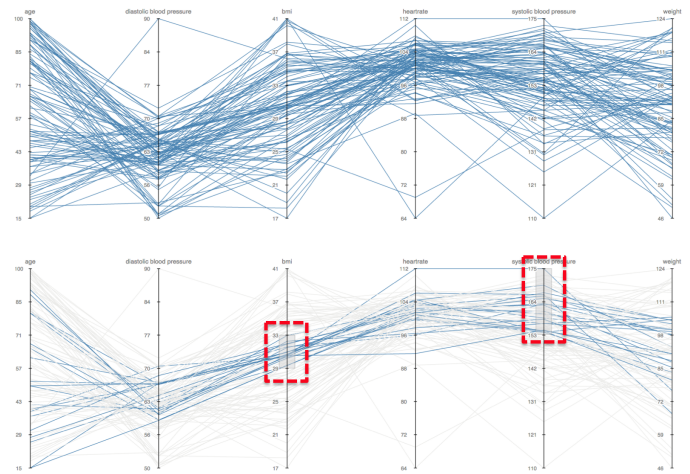 age diastolic blood pressure bmi heartrate systolic blood pressure weight
100 90 41 112 175 124
85 84 37 104 164 111
71 77 33 153 98
57 70 29 88 85
43 63 25 80 131 72
29 56 21 72 121
15 50 17 64 110 46
age diastolic blood pressure bmi heartrate systolic blood pressure weight
100 90 41 112 175 124
85 84 37 104 164 111
71 77 33 96 153 98
57 70 29 88 142 85
43 63 25 80 131 72
29 56 21 72 121 59
15 50 17 64 110 46